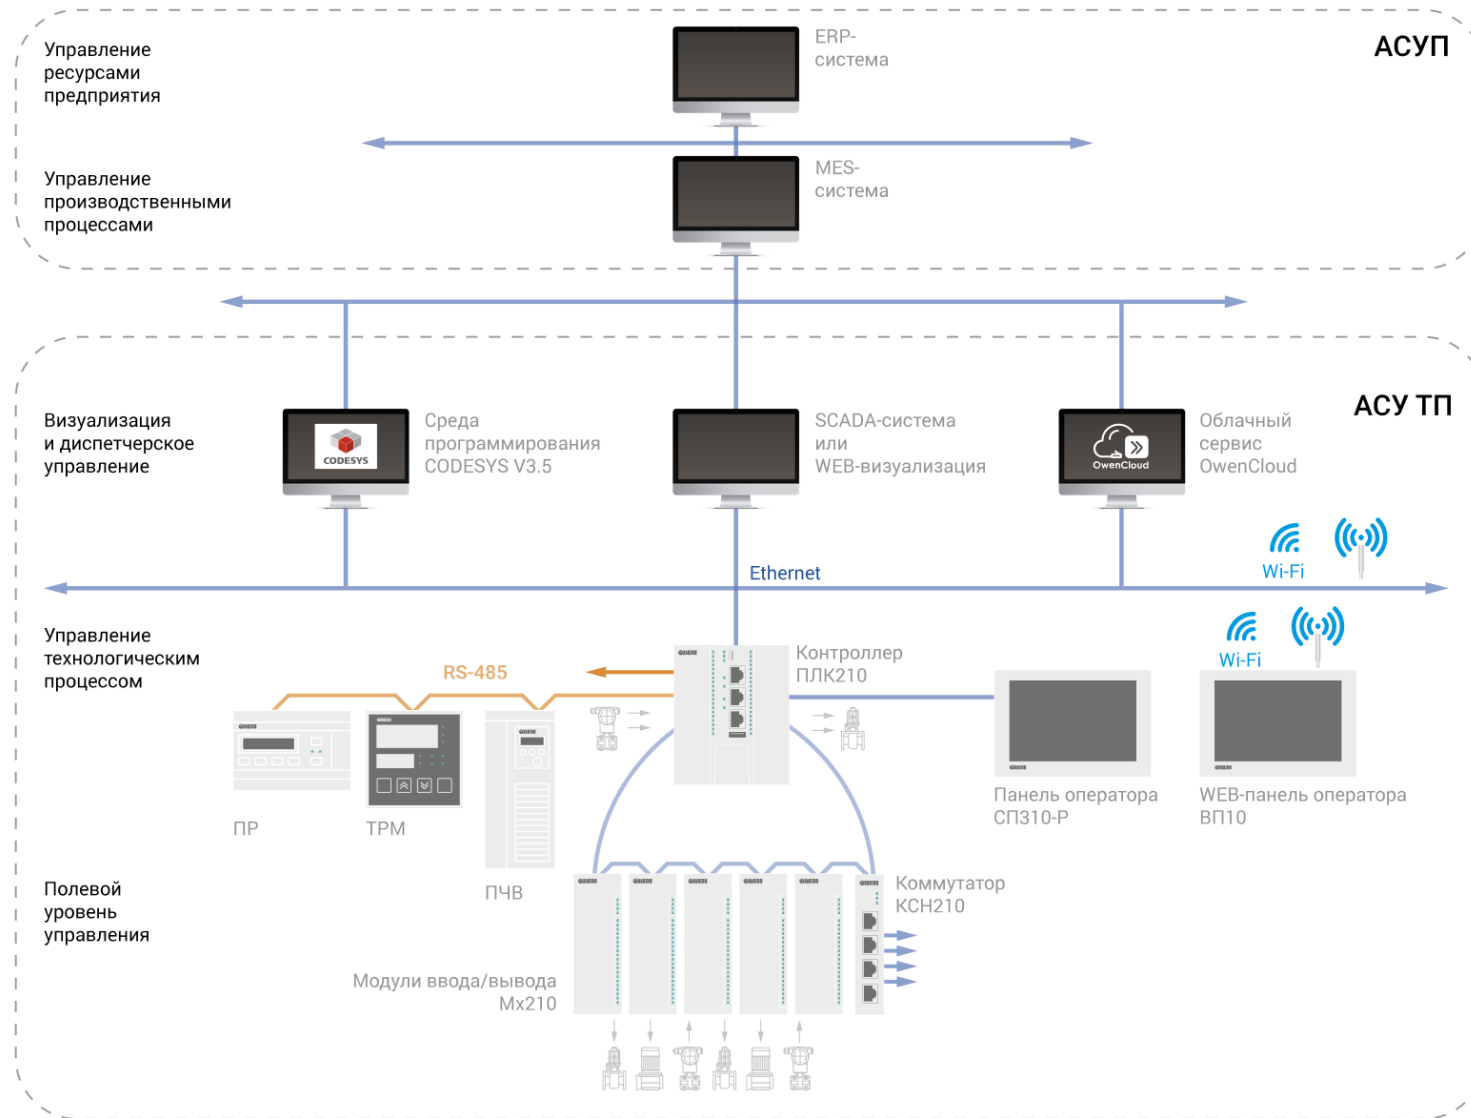 Управление
ресурсами
предприятия
ERP-
система
АСУП
Управление
производственными
процессами
MES-
система
Визуализация
и диспетчерское
управление
CODESYS
Среда
программирования
CODESYS V3.5
SCADA-система
или
WEB-визуализация
OwenCloud
Облачный
сервис
OwenCloud
АСУ ТП
Wi-Fi
Ethernet
Управление
технологическим
процессом
RS-485
Контроллер
ПЛК210
Wi-Fi
ПР
ТРМ
ПЧВ
Панель оператора
СП310-Р
WEB-панель оператора
ВП10
Полевой
уровень
управления
Коммутатор
КСН210
Модули ввода/вывода
Мх210